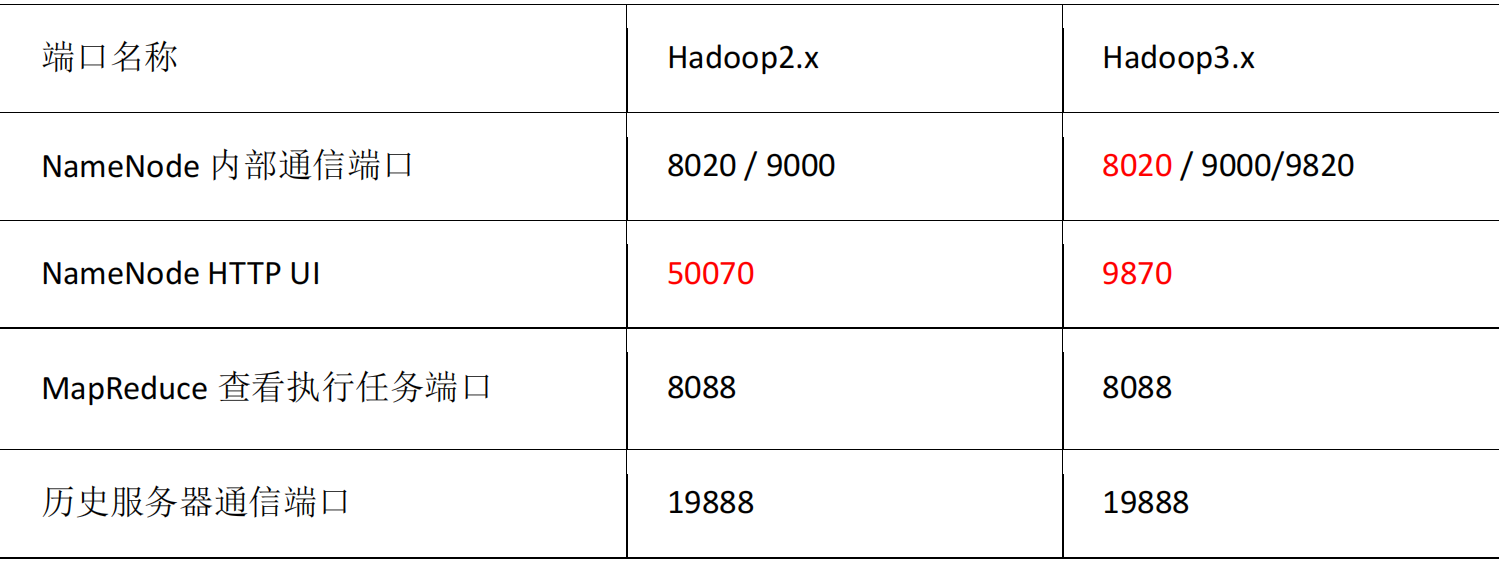 端口名称 Hadoop2.x Hadoop3.x
NameNode 内部通信端口 8020 / 9000 8020 / 9000/9820
NameNode HTTP UI 50070 9870
MapReduce 查看执行任务端口 8088 8088
历史服务器通信端口 19888 19888